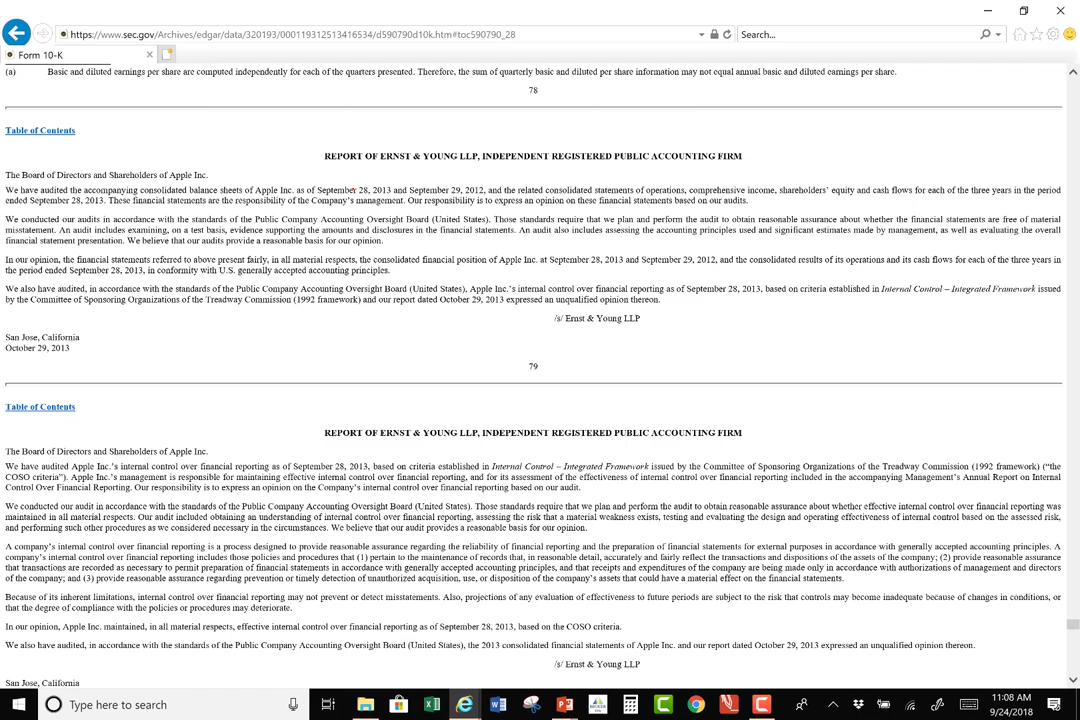 https://www.sec.gov/Archives/edgar/data/320193/000119312513416534/d590790d10k.htm#toc590790_28
Search...
Form 10-K
(a) Basic and diluted earnings per share are computed independently for each of the quarters presented. Therefore, the sum of quarterly basic and diluted per share information may not equal annual basic and diluted earnings per share.
78
Table of Contents
REPORT OF ERNST & YOUNG LLP, INDEPENDENT REGISTERED PUBLIC ACCOUNTING FIRM
The Board of Directors and Shareholders of Apple Inc.
We have audited the accompanying consolidated balance sheets of Apple Inc. as of September 28, 2013 and September 29, 2012, and the related consolidated statements of operations, comprehensive income, shareholders' equity and cash flows for each of the three years in the period
ended September 28, 2013. These financial statements are the responsibility of the Company's management. Our responsibility is to express an opinion on these financial statements based on our audits.
We conducted our audits in accordance with the standards of the Public Company Accounting Oversight Board (United States). Those standards require that we plan and perform the audit to obtain reasonable assurance about whether the financial statements are free of material
misstatement. An audit includes examining, on a test basis, evidence supporting the amounts and disclosures in the financial statements. An audit also includes assessing the accounting principles used and significant estimates made by management, as well as evaluating the overall
financial statement presentation. We believe that our audits provide a reasonable basis for our opinion.
In our opinion, the financial statements referred to above present fairly, in all material respects, the consolidated financial position of Apple Inc. at September 28, 2013 and September 29, 2012, and the consolidated results of its operations and its cash flows for each of the three years in
the period ended September 28, 2013, in conformity with U.S. generally accepted accounting principles.
We also have audited, in accordance with the standards of the Public Company Accounting Oversight Board (United States), Apple Inc.'s internal control over financial reporting as of September 28, 2013, based on criteria established in Internal Control – Integrated Framework issued
by the Committee of Sponsoring Organizations of the Treadway Commission (1992 framework) and our report dated October 29, 2013 expressed an unqualified opinion thereon.
/s/ Ernst & Young LLP
San Jose, California
October 29, 2013
79
Table of Contents
REPORT OF ERNST & YOUNG LLP, INDEPENDENT REGISTERED PUBLIC ACCOUNTING FIRM
The Board of Directors and Shareholders of Apple Inc.
We have audited Apple Inc.'s internal control over financial reporting as of September 28, 2013, based on criteria established in Internal Control – Integrated Framework issued by the Committee of Sponsoring Organizations of the Treadway Commission (1992 framework) ("the
COSO criteria"). Apple Inc.'s management is responsible for maintaining effective internal control over financial reporting, and for its assessment of the effectiveness of internal control over financial reporting included in the accompanying Management's Annual Report on Internal
Control Over Financial Reporting. Our responsibility is to express an opinion on the Company's internal control over financial reporting based on our audit.
We conducted our audit in accordance with the standards of the Public Company Accounting Oversight Board (United States). Those standards require that we plan and perform the audit to obtain reasonable assurance about whether effective internal control over financial reporting was
maintained in all material respects. Our audit included obtaining an understanding of internal control over financial reporting, assessing the risk that a material weakness exists, testing and evaluating the design and operating effectiveness of internal control based on the assessed risk,
and performing such other procedures as we considered necessary in the circumstances. We believe that our audit provides a reasonable basis for our opinion.
A company's internal control over financial reporting is a process designed to provide reasonable assurance regarding the reliability of financial reporting and the preparation of financial statements for external purposes in accordance with generally accepted accounting principles. A
company's internal control over financial reporting includes those policies and procedures that (1) pertain to the maintenance of records that, in reasonable detail, accurately and fairly reflect the transactions and dispositions of the assets of the company; (2) provide reasonable assurance
that transactions are recorded as necessary to permit preparation of financial statements in accordance with generally accepted accounting principles, and that receipts and expenditures of the company are being made only in accordance with authorizations of management and directors
of the company; and (3) provide reasonable assurance regarding prevention or timely detection of unauthorized acquisition, use, or disposition of the company's assets that could have a material effect on the financial statements.
Because of its inherent limitations, internal control over financial reporting may not prevent or detect misstatements. Also, projections of any evaluation of effectiveness to future periods are subject to the risk that controls may become inadequate because of changes in conditions, or
that the degree of compliance with the policies or procedures may deteriorate.
In our opinion, Apple Inc. maintained, in all material respects, effective internal control over financial reporting as of September 28, 2013, based on the COSO criteria.
We also have audited, in accordance with the standards of the Public Company Accounting Oversight Board (United States), the 2013 consolidated financial statements of Apple Inc. and our report dated October 29, 2013 expressed an unqualified opinion thereon.
/s/ Ernst & Young LLP
San Jose, California
Type here to search
11:08 AM
9/24/2018